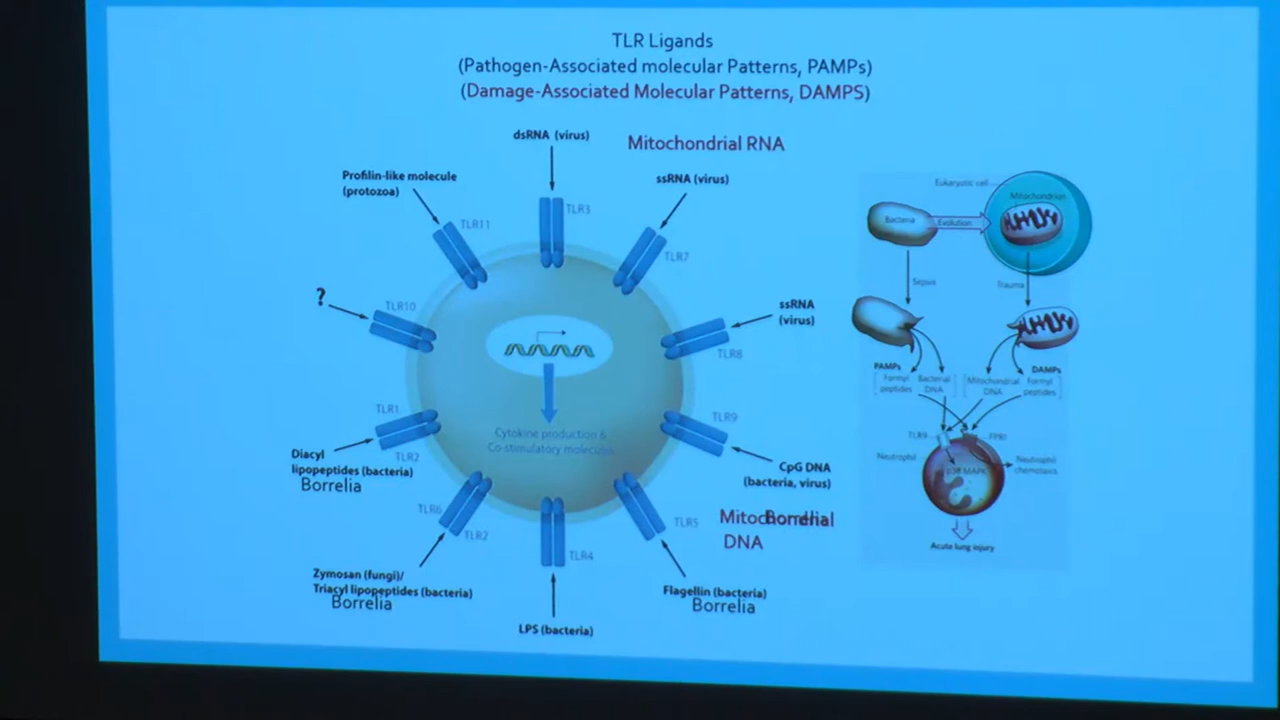 TLR Ligands
(Pathogen-Associated molecular Patterns, PAMPs)
(Damage-Associated Molecular Patterns, DAMPS)
dsRNA (virus)
Mitochondrial RNA
Profilin-like molecule
(protozoa)
ssRNA (virus)
TLR3
TLR11
TLR7
?
TLR10
ssRNA
(virus)
TLR8
TLR1
TLR9
Cytokine production &
Co-stimulatory molecules
Diacyl
lipopeptides (bacteria)
TLR2
Borrelia
CpG DNA
(bacteria, virus)
TLR6
TLR2
TLR5
Mitochondrial
Borrelia
DNA
TLR4
Zymosan (fungi)/
Triacyl lipopeptides (bacteria)
Borrelia
Flagellin (bacteria)
Borrelia
LPS (bacteria)
Eukaryotic cell
Mitochondrion
Bacteria
Evolution
Sepsis
Trauma
PAMPs
DAMPs
Formyl
peptides
Bacterial
DNA
Mitochondrial
DNA
Formyl
peptides
TLR9
FPRI
Neutrophil
p38 MAPK
Neutrophil
chemotaxis
Acute lung injury